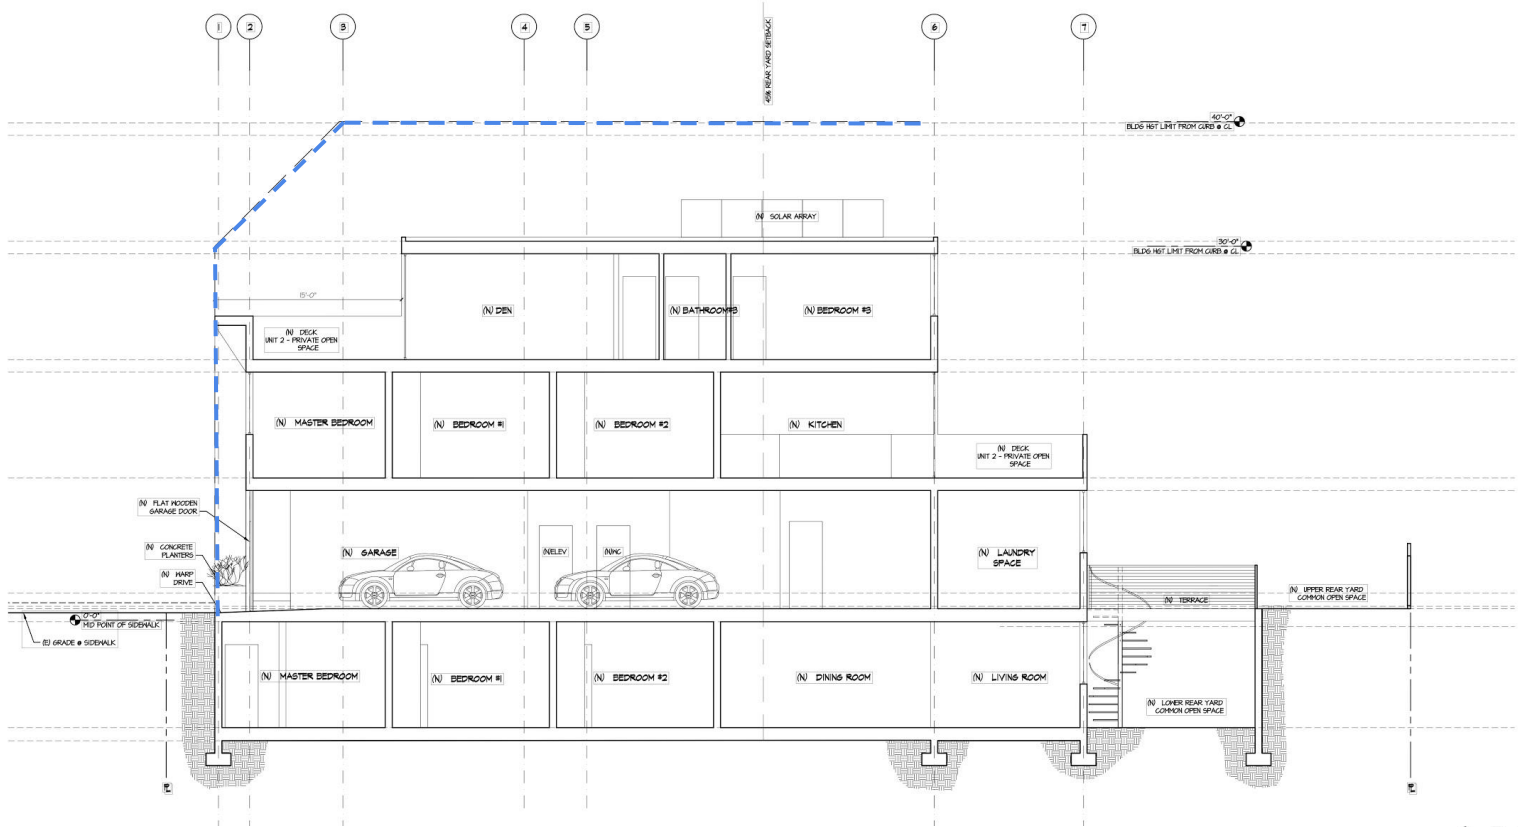 1
2
3
4
5
6
7
45% REAR YARD SETBACK
40'-0"
BLDG HGT LIMIT FROM CURB @ CL
(N) SOLAR ARRAY
30'-0"
BLDG HGT LIMIT FROM CURB @ CL
15'-0"
(N) DEN
(N) BATHROOM#3
(N) BEDROOM #3
(N) DECK
UNIT 2 - PRIVATE OPEN
SPACE
(N) MASTER BEDROOM
(N) BEDROOM #1
(N) BEDROOM #2
(N) KITCHEN
(N) DECK
UNIT 2 - PRIVATE OPEN
SPACE
(N) FLAT WOODEN
GARAGE DOOR
(N) CONCRETE
PLANTERS
(N) WARP
DRIVE
(N) GARAGE
(N)ELEV
(N)WC
(N) LAUNDRY
SPACE
(N) TERRACE
(N) UPPER REAR YARD
COMMON OPEN SPACE
0'-0"
MID POINT OF SIDEWALK
(E) GRADE @ SIDEWALK
(N) MASTER BEDROOM
(N) BEDROOM #1
(N) BEDROOM #2
(N) DINING ROOM
(N) LIVING ROOM
(N) LOWER REAR YARD
COMMON OPEN SPACE
PL
PL